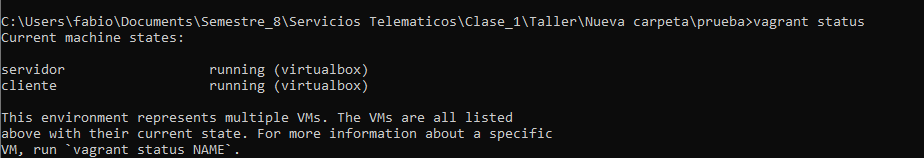 C:\Users\fabio\Documents\Semestre_8\Servicios Telematicos\Clase_1\Taller\Nueva carpeta\prueba>vagrant status
Current machine states:
servidor                  running (virtualbox)
cliente                   running (virtualbox)
This environment represents multiple VMs. The VMs are all listed
above with their current state. For more information about a specific
VM, run `vagrant status NAME`.